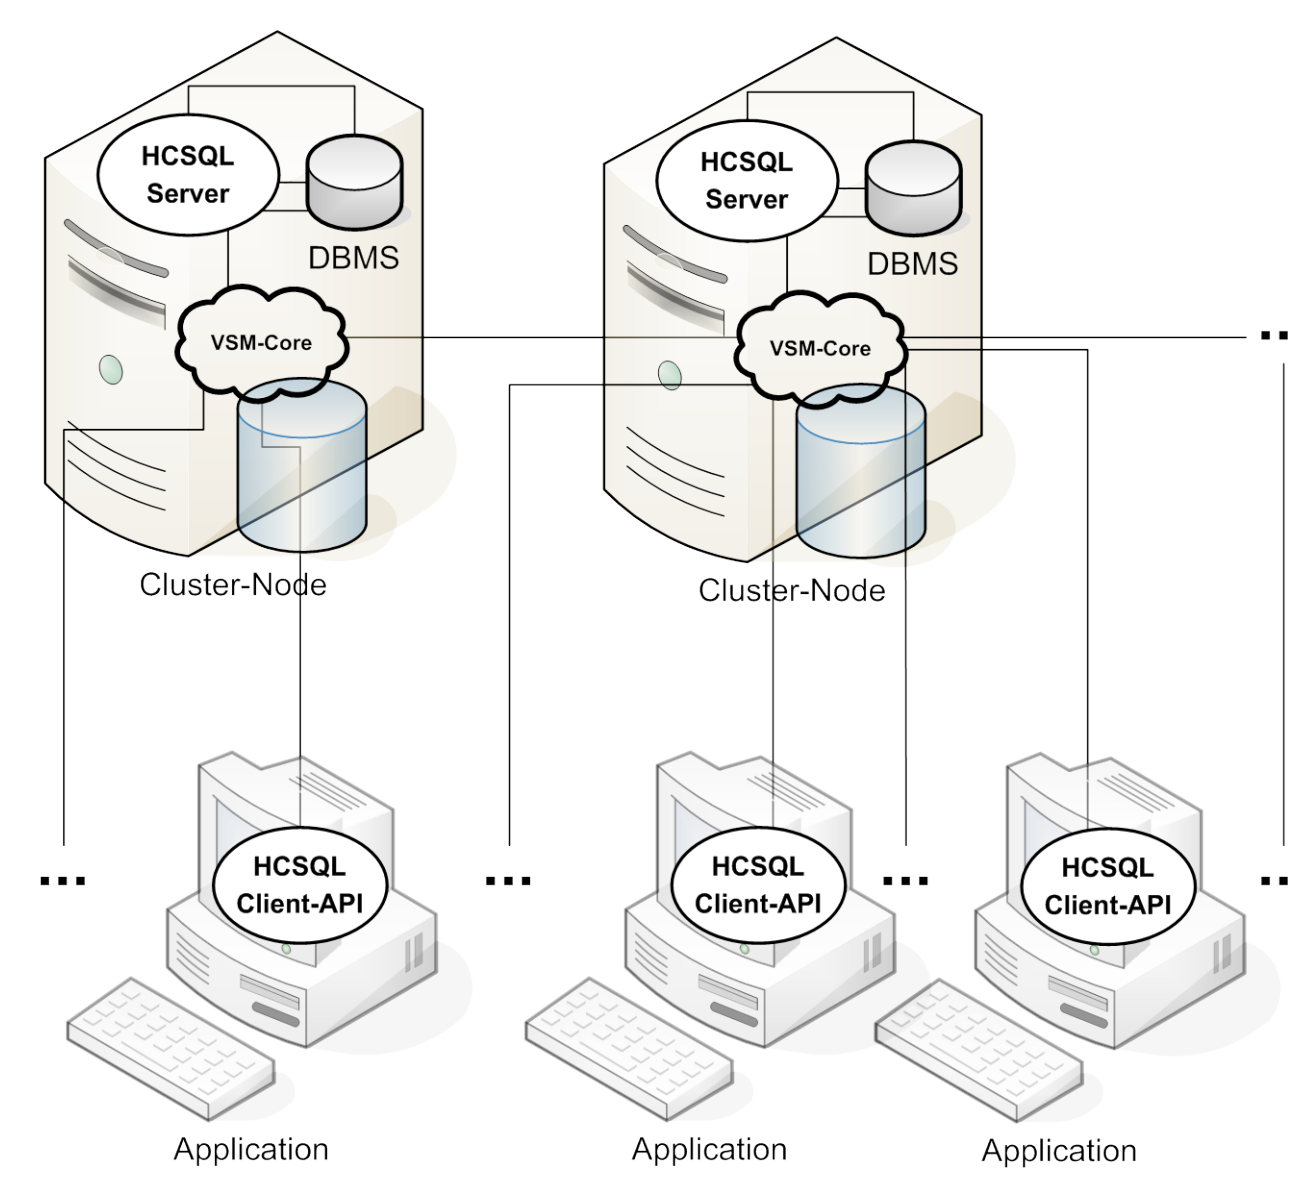 HCSQL
Server
DBMS
VSM-Core
Cluster-Node
HCSQL
Server
DBMS
VSM-Core
Cluster-Node
..
...
HCSQL
Client-API
Application
...
HCSQL
Client-API
Application
...
HCSQL
Client-API
Application
..